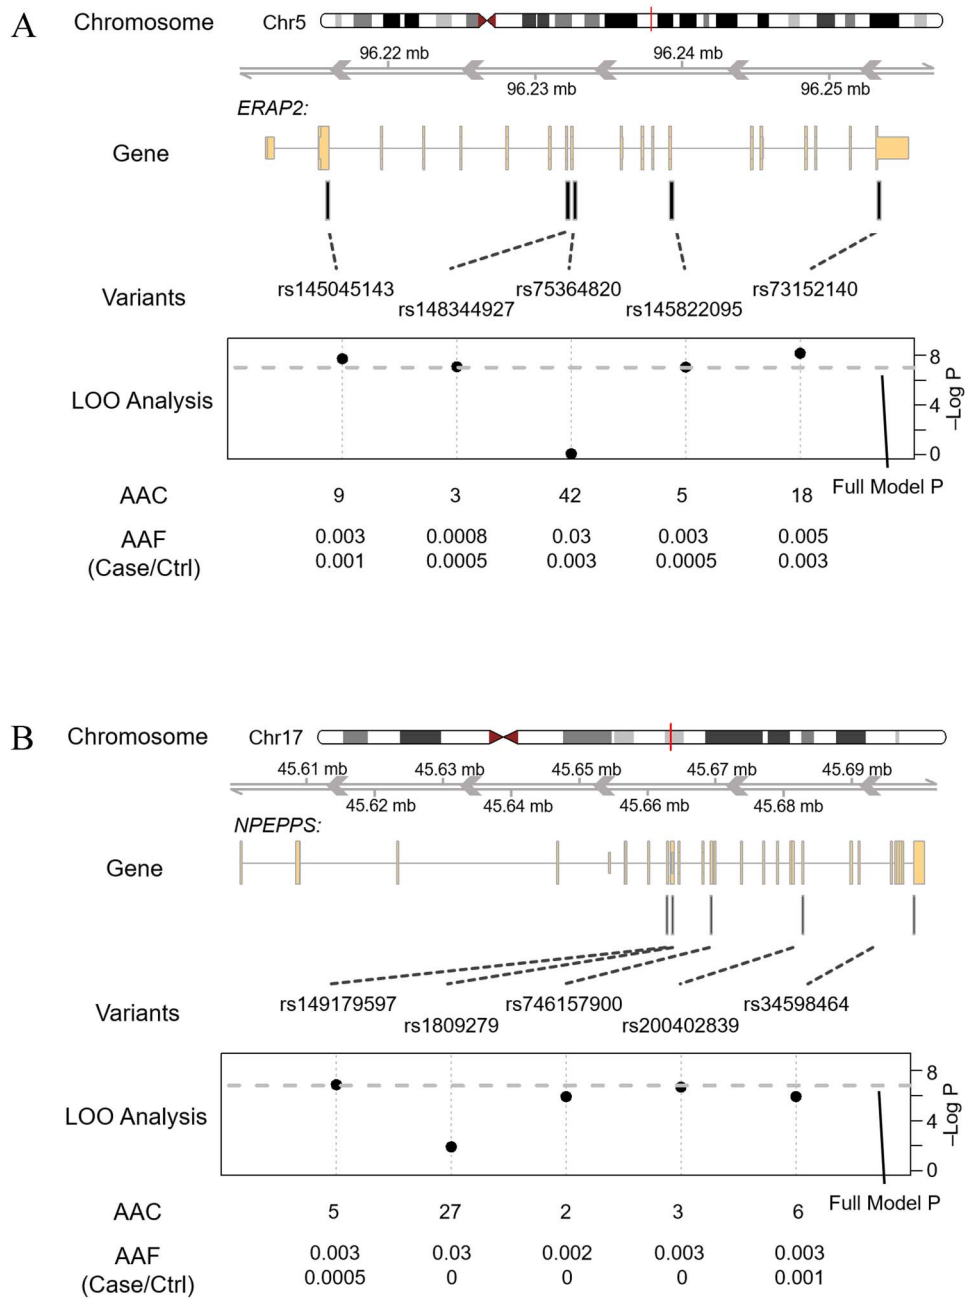 A
Chromosome
Chr5
96.22 mb
96.24 mb
96.23 mb
96.25 mb
ERAP2:
Gene
Variants
rs145045143
rs75364820
rs73152140
rs148344927
rs145822095
LOO Analysis
8
4
0
–Log P
Full Model P
AAC
9
3
42
5
18
AAF
(Case/Ctrl)
0.003
0.0008
0.03
0.003
0.005
0.001
0.0005
0.003
0.0005
0.003
B
Chromosome
Chr17
45.61 mb
45.63 mb
45.65 mb
45.67 mb
45.69 mb
45.62 mb
45.64 mb
45.66 mb
45.68 mb
NPEPPS:
Gene
Variants
rs149179597
rs746157900
rs34598464
rs1809279
rs200402839
LOO Analysis
8
4
0
–Log P
Full Model P
AAC
5
27
2
3
6
AAF
(Case/Ctrl)
0.003
0.03
0.002
0.003
0.003
0.0005
0
0
0
0.001